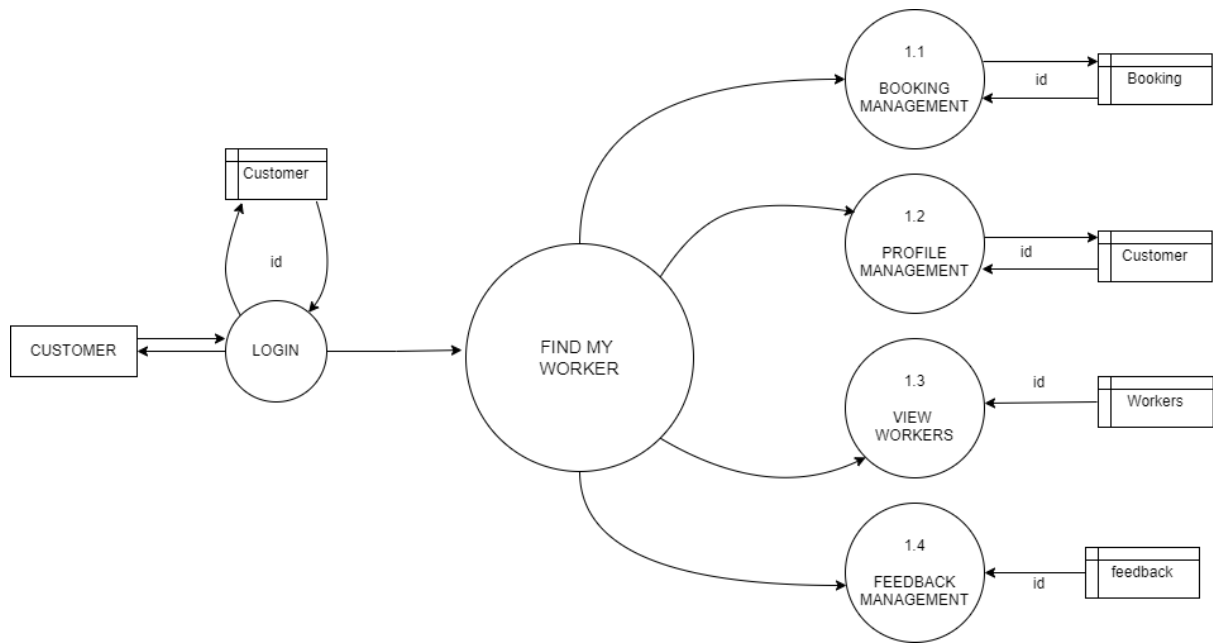 1.1
BOOKING
MANAGEMENT
id
Booking
Customer
id
1.2
PROFILE
MANAGEMENT
id
Customer
CUSTOMER
LOGIN
FIND MY
WORKER
1.3
VIEW
WORKERS
id
Workers
1.4
FEEDBACK
MANAGEMENT
id
feedback